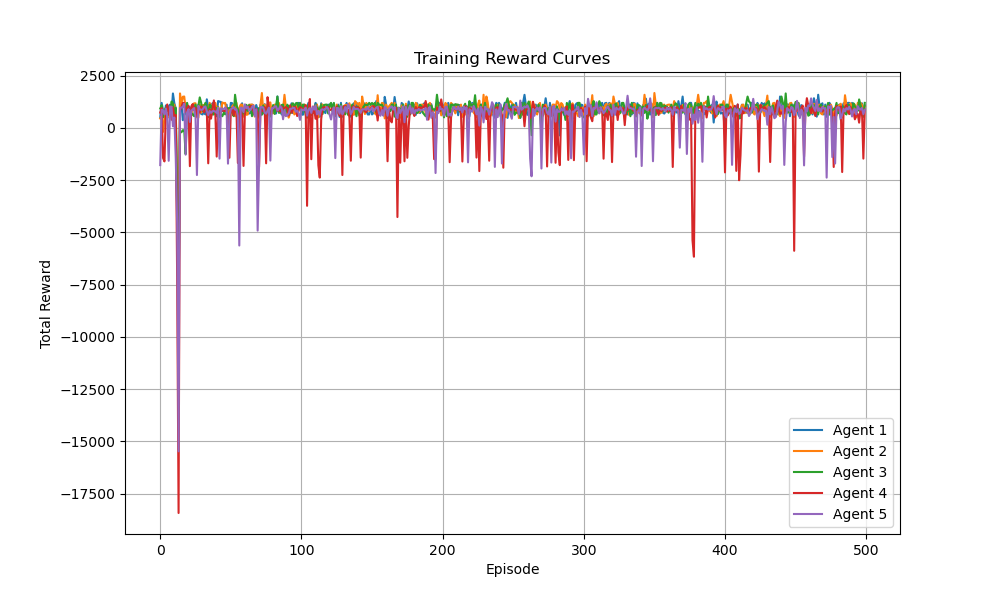 Training Reward Curves
Total Reward
2500
0
−2500
−5000
−7500
−10000
−12500
−15000
−17500
0 100 200 300 400 500
Episode
Agent 1
Agent 2
Agent 3
Agent 4
Agent 5